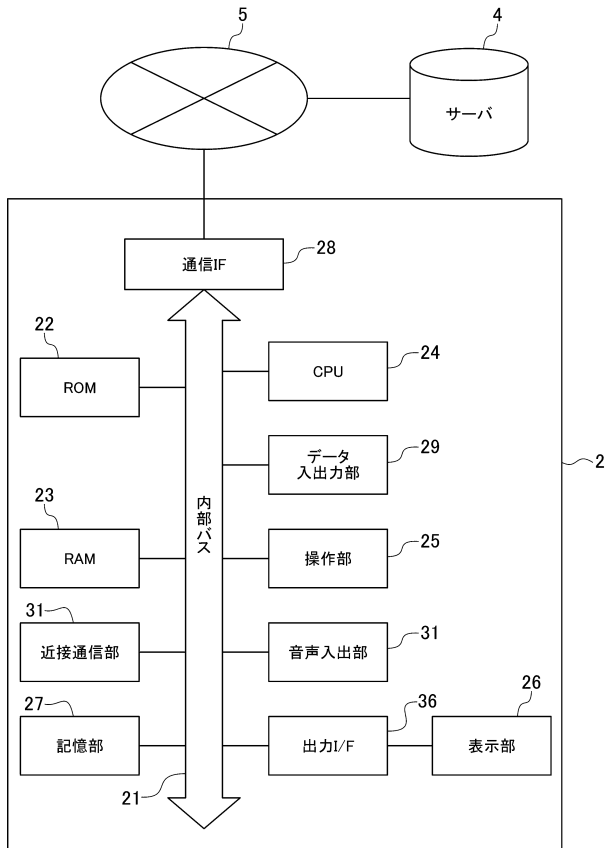 5
4
サーバ
通信IF
28
22
ROM
CPU
24
データ
入出力部
29
2
23
RAM
内部バス
操作部
25
31
近接通信部
音声入出部
31
27
記憶部
出力I/F
36
表示部
26
21